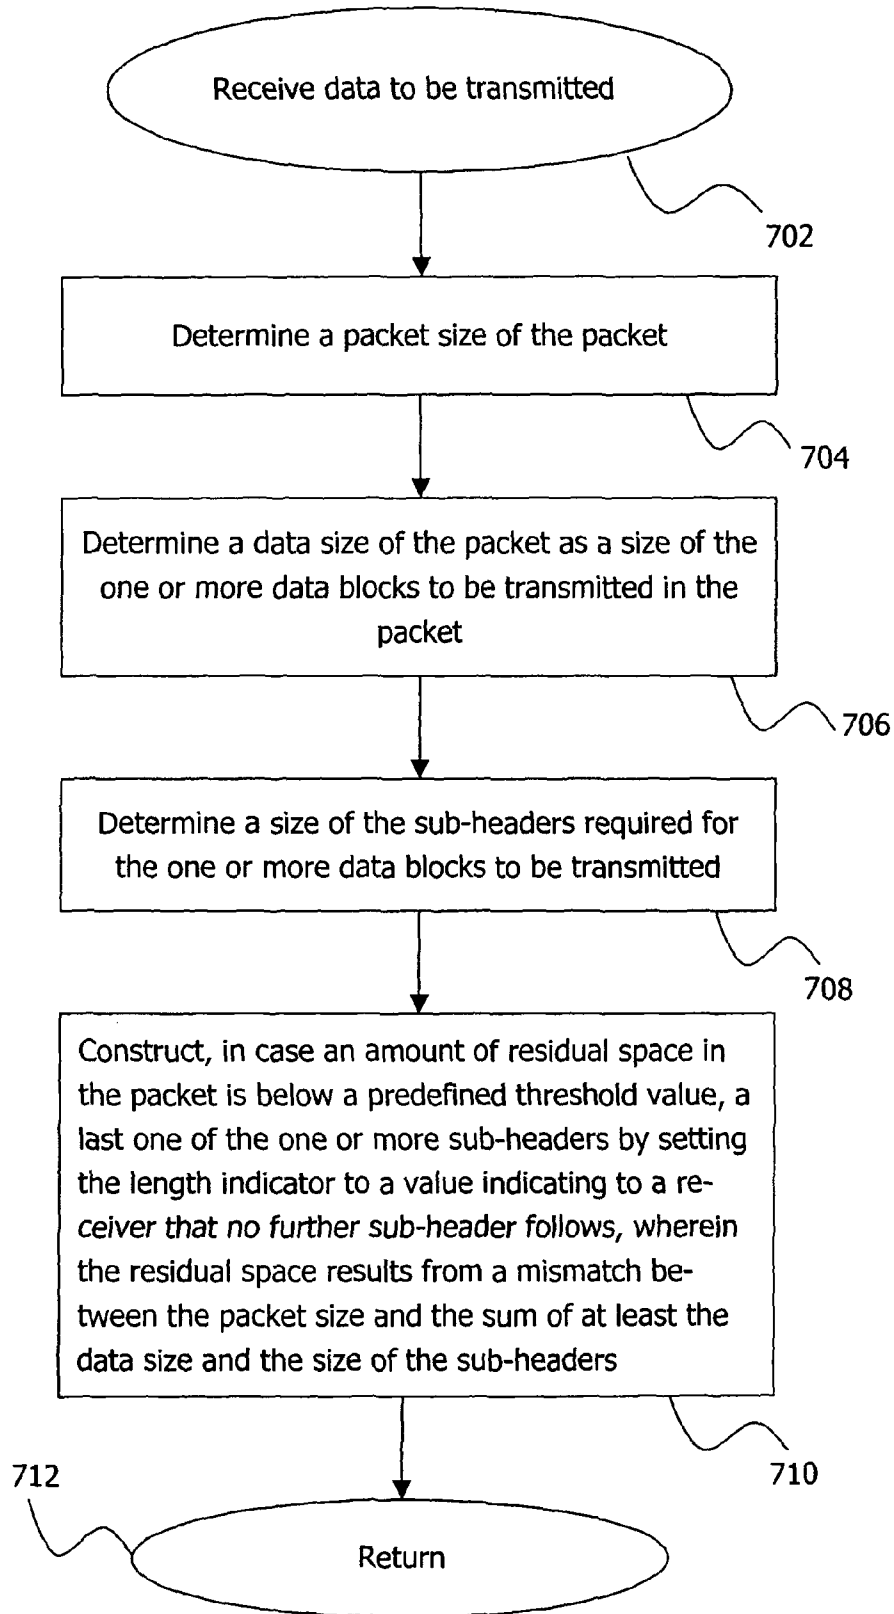 Receive data to be transmitted
702
Determine a packet size of the packet
704
Determine a data size of the packet as a size of the
one or more data blocks to be transmitted in the
packet
706
Determine a size of the sub-headers required for
the one or more data blocks to be transmitted
708
Construct, in case an amount of residual space in
the packet is below a predefined threshold value, a
last one of the one or more sub-headers by setting
the length indicator to a value indicating to a re-
ceiver that no further sub-header follows, wherein
the residual space results from a mismatch be-
tween the packet size and the sum of at least the
data size and the size of the sub-headers
710
712
Return